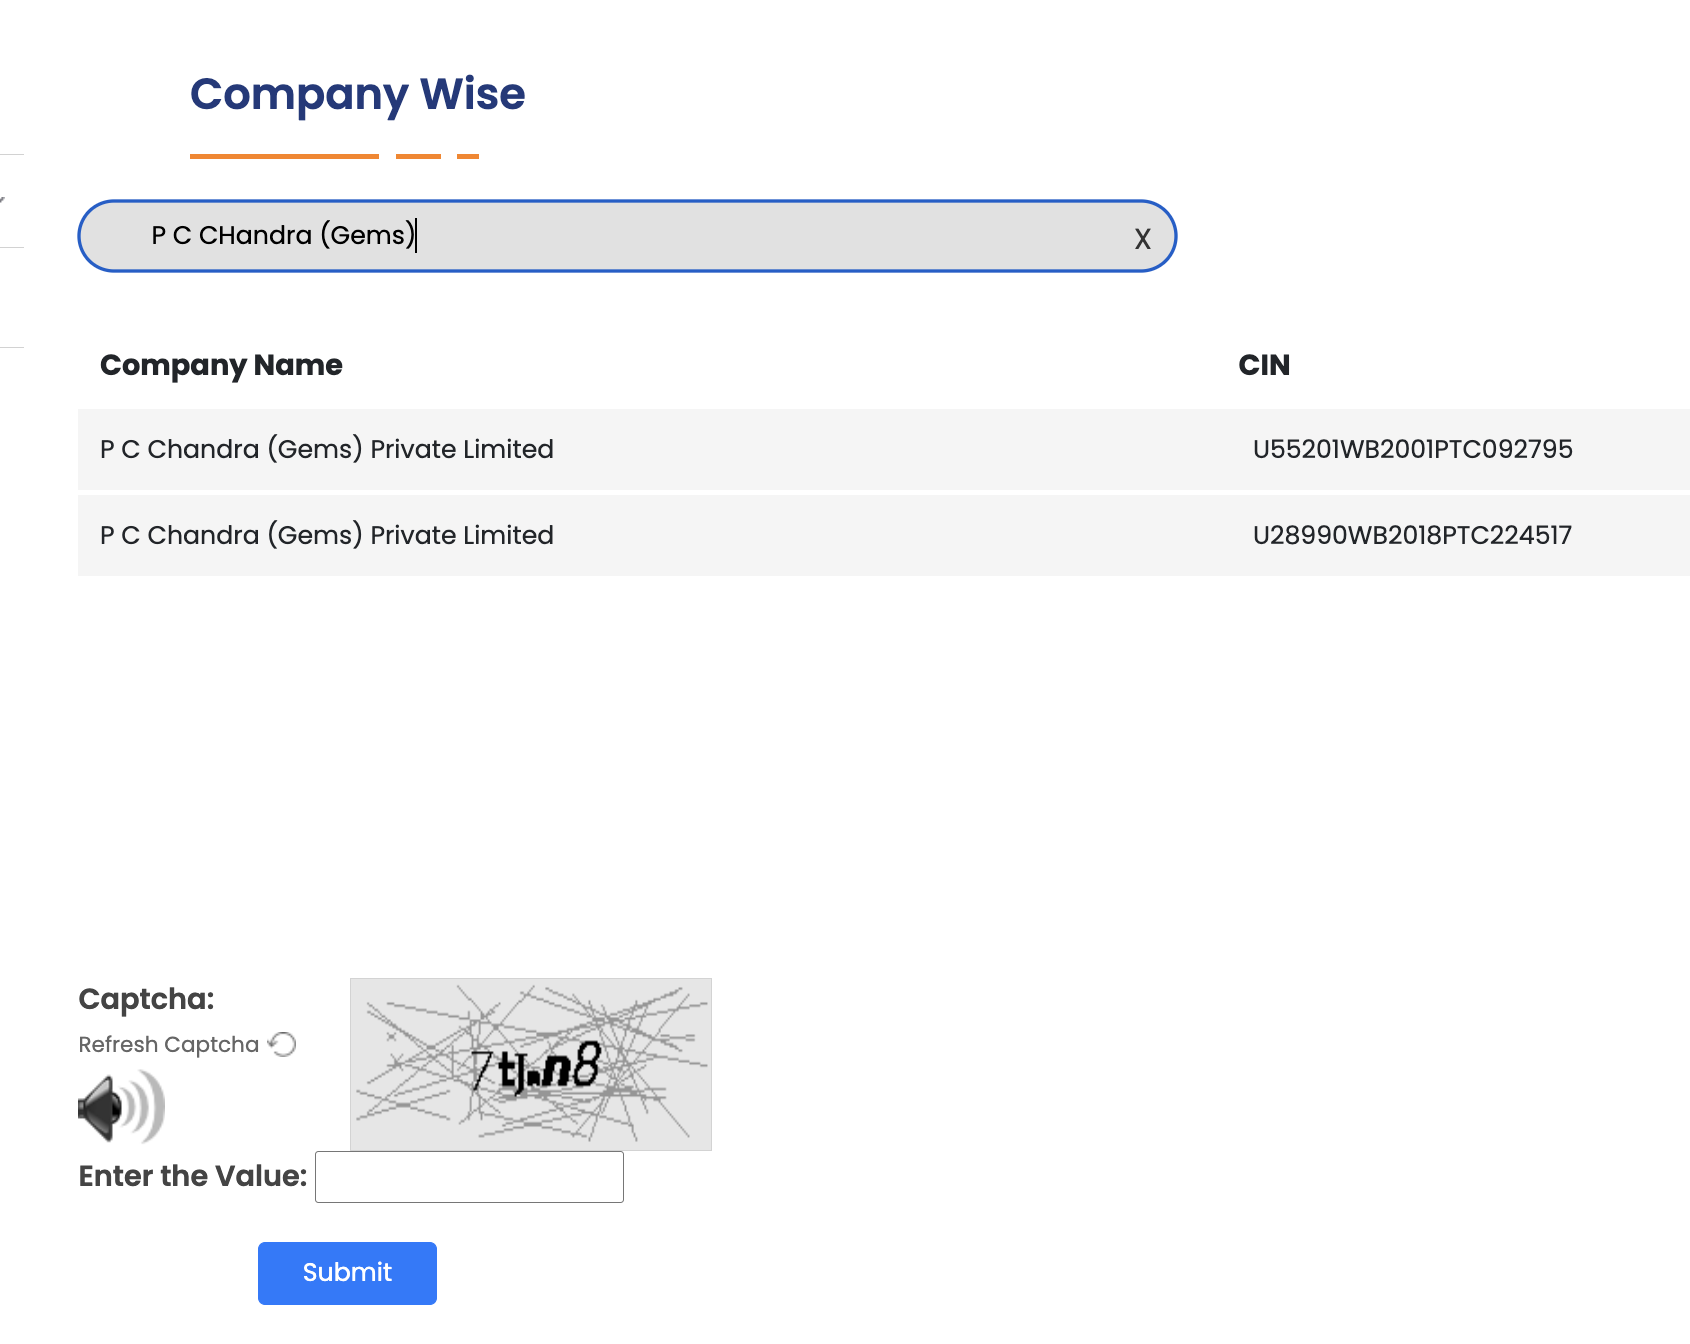 Company Wise
P C CHandra (Gems)
X
Company Name CIN
P C Chandra (Gems) Private Limited U55201WB2001PTC092795
P C Chandra (Gems) Private Limited U28990WB2018PTC224517
Captcha:
Refresh Captcha
Enter the Value:
Submit